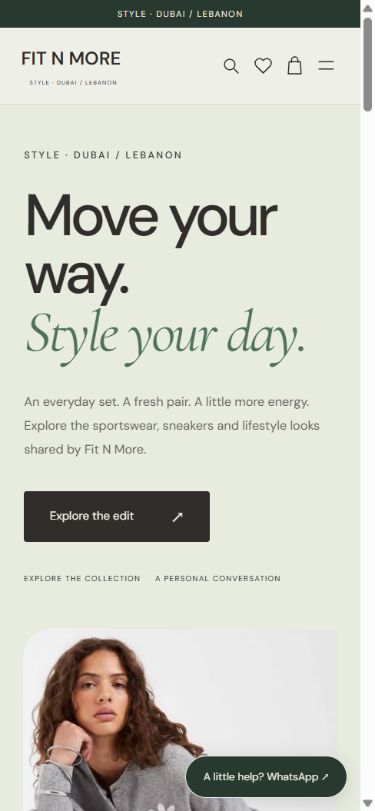 STYLE · DUBAI / LEBANON
FIT N MORE
STYLE · DUBAI / LEBANON
STYLE · DUBAI / LEBANON
Move your
way.
Style your day.
An everyday set. A fresh pair. A little more energy.
Explore the sportswear, sneakers and lifestyle looks
shared by Fit N More.
Explore the edit ↗
EXPLORE THE COLLECTION A PERSONAL CONVERSATION
A little help? WhatsApp ↗